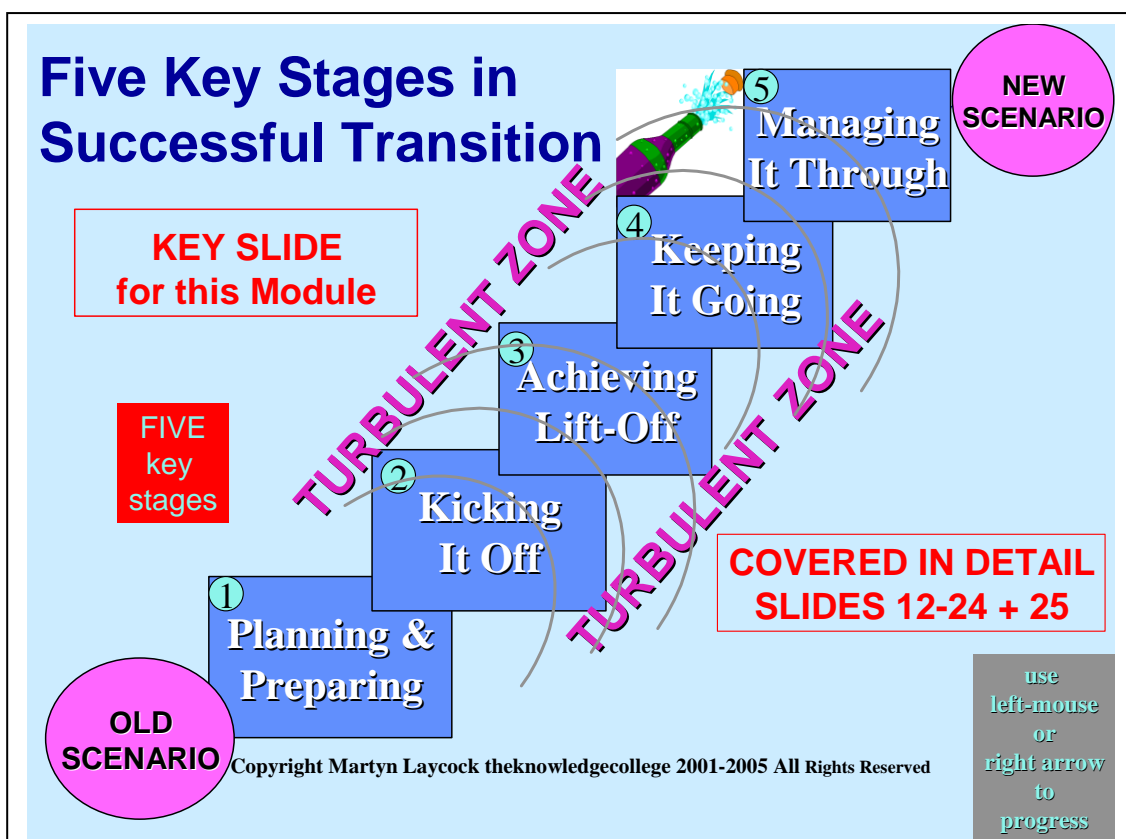 Five Key Stages in
Successful Transition
NEW
SCENARIO
5
Managing
It Through
KEY SLIDE
for this Module
TURBULENT ZONE
4
Keeping
It Going
3
Achieving
Lift-Off
TURBULENT ZONE
FIVE
key
stages
2
Kicking
It Off
COVERED IN DETAIL
SLIDES 12-24 + 25
1
Planning &
Preparing
OLD
SCENARIO
Copyright Martyn Laycock theknowledgecollege 2001-2005 All Rights Reserved
use
left-mouse
or
right arrow
to
progress